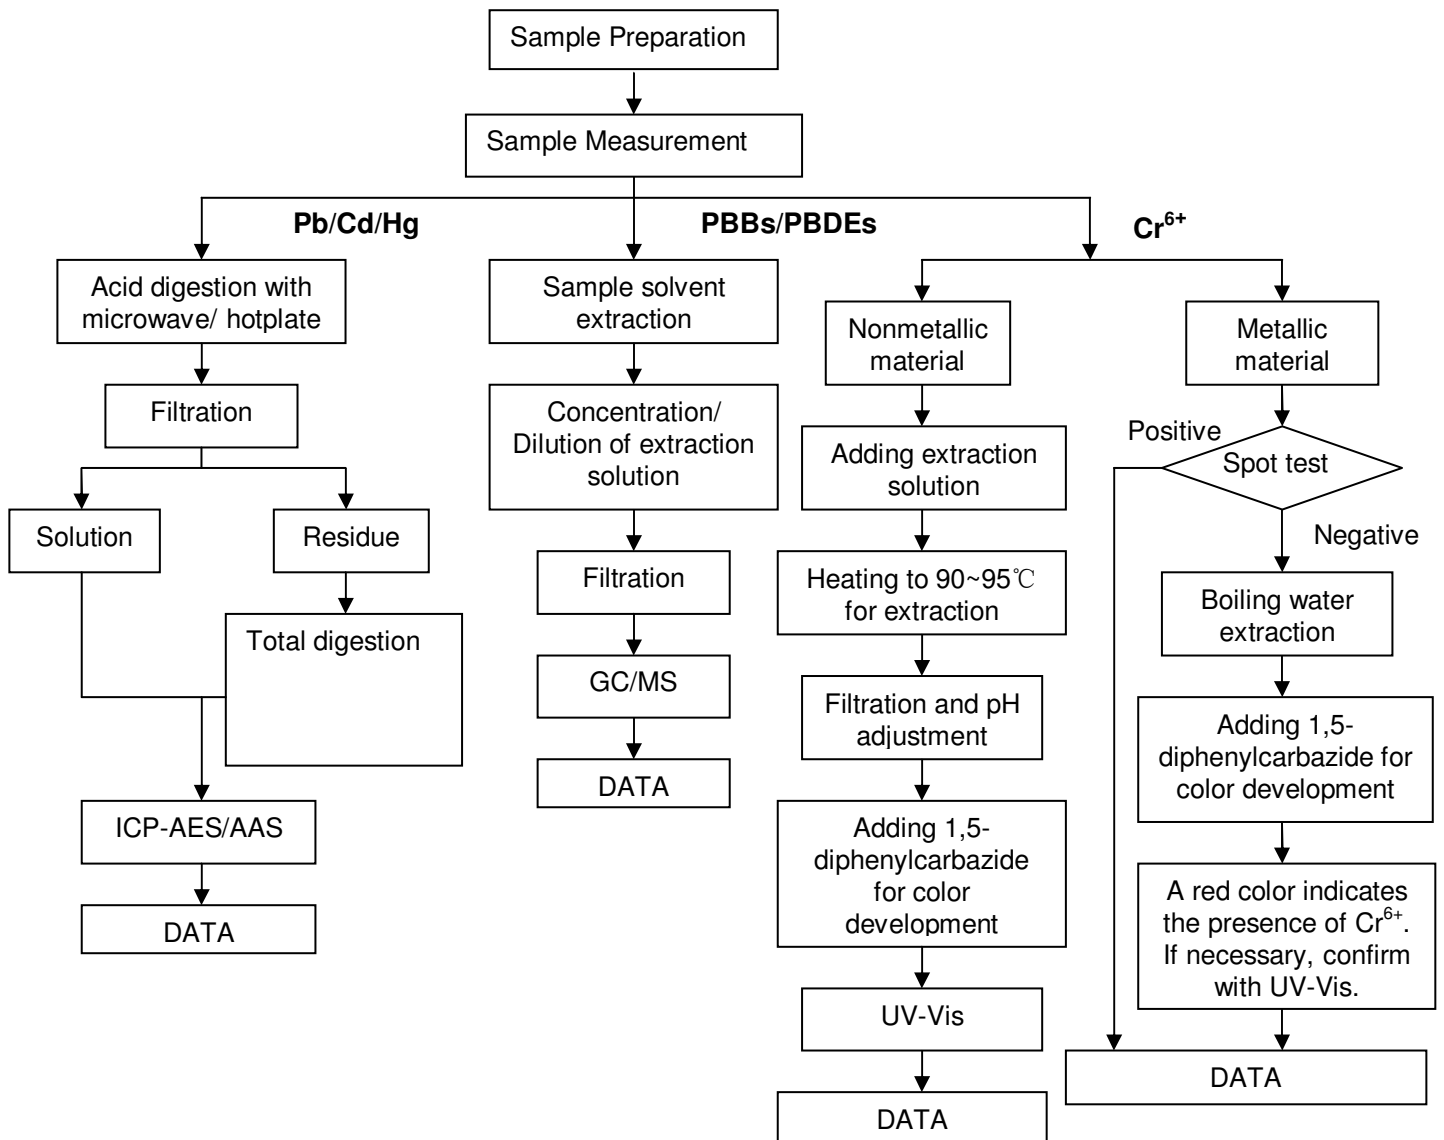 Sample Preparation
Sample Measurement
Pb/Cd/Hg
PBBs/PBDEs
Cr⁶⁺
Acid digestion with
microwave/ hotplate
Filtration
Solution
Residue
Total digestion
ICP-AES/AAS
DATA
Sample solvent
extraction
Concentration/
Dilution of extraction
solution
Filtration
GC/MS
DATA
Nonmetallic
material
Adding extraction
solution
Heating to 90~95℃
for extraction
Filtration and pH
adjustment
Adding 1,5-
diphenylcarbazide
for color
development
UV-Vis
DATA
Metallic
material
Positive
Spot test
Negative
Boiling water
extraction
Adding 1,5-
diphenylcarbazide for
color development
A red color indicates
the presence of Cr⁶⁺.
If necessary, confirm
with UV-Vis.
DATA